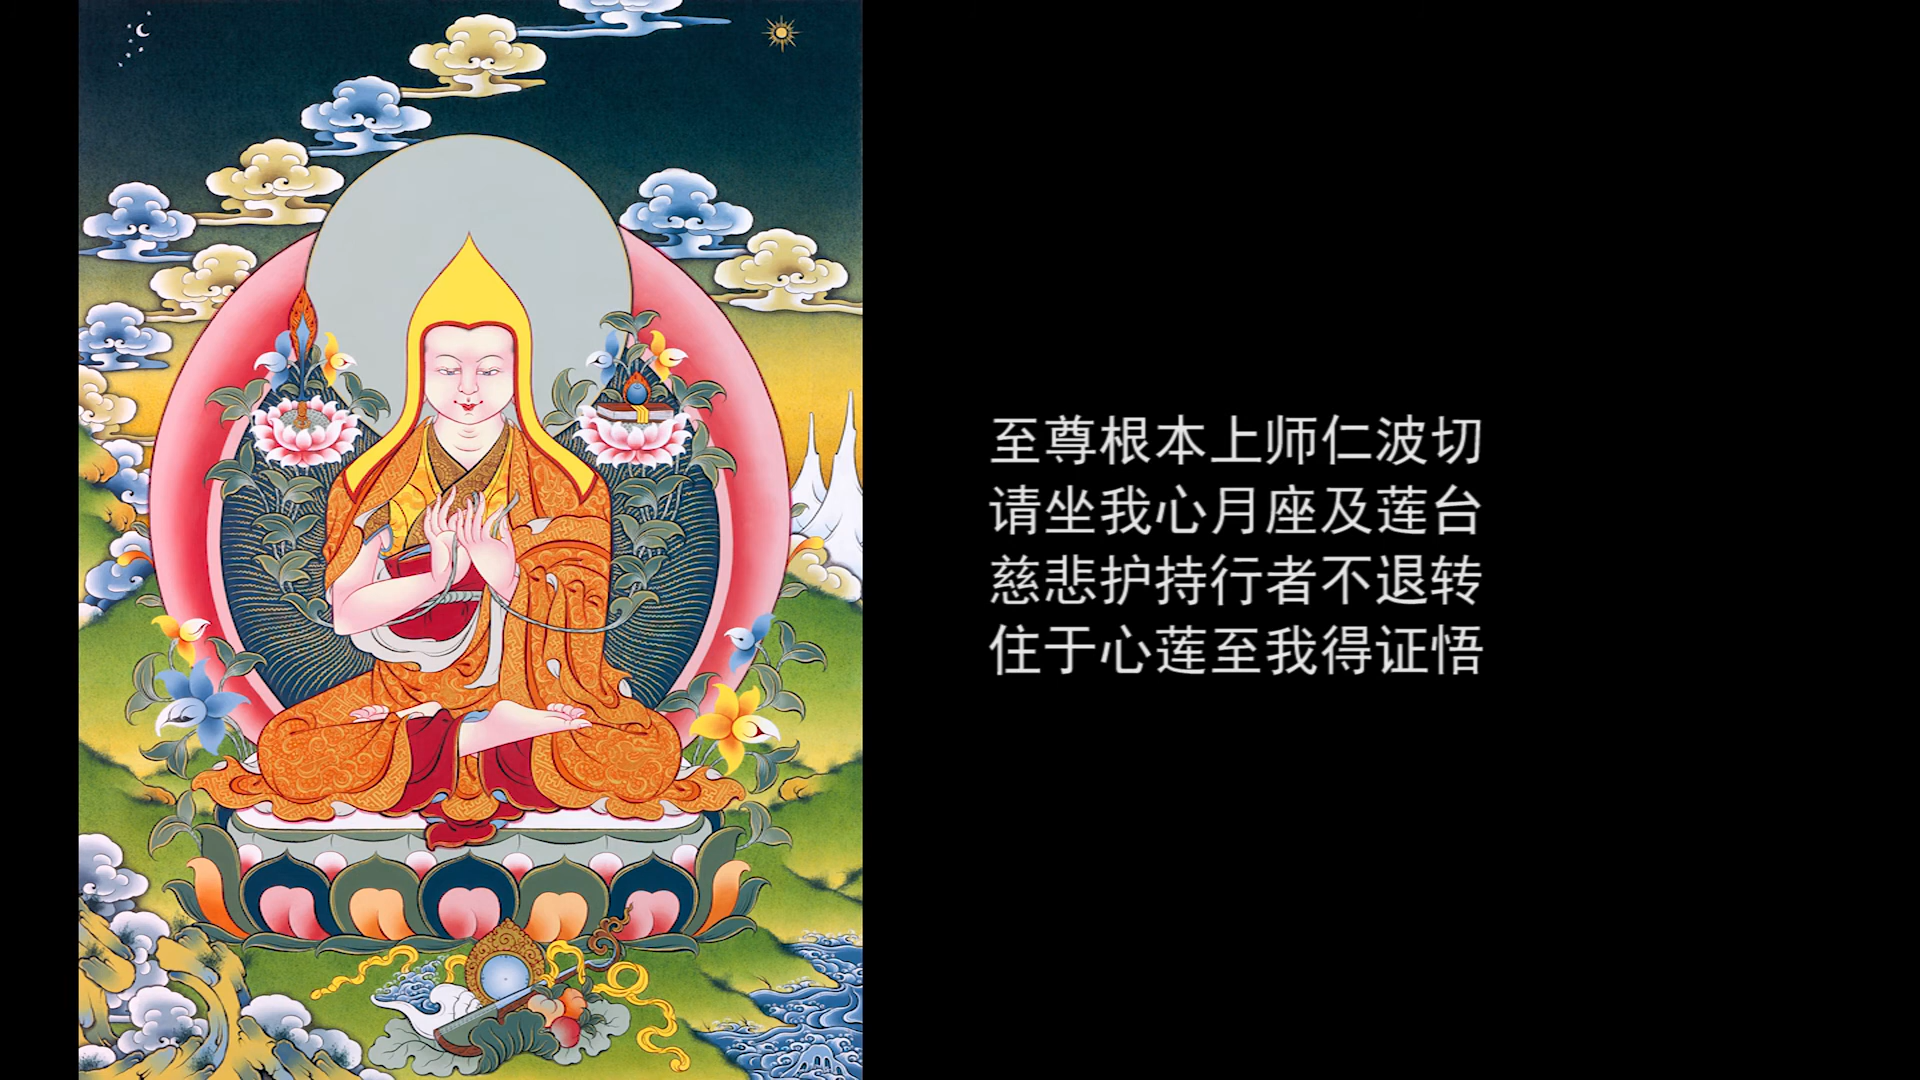 至尊根本上师仁波切
请坐我心月座及莲台
慈悲护持行者不退转
住于心莲至我得证悟